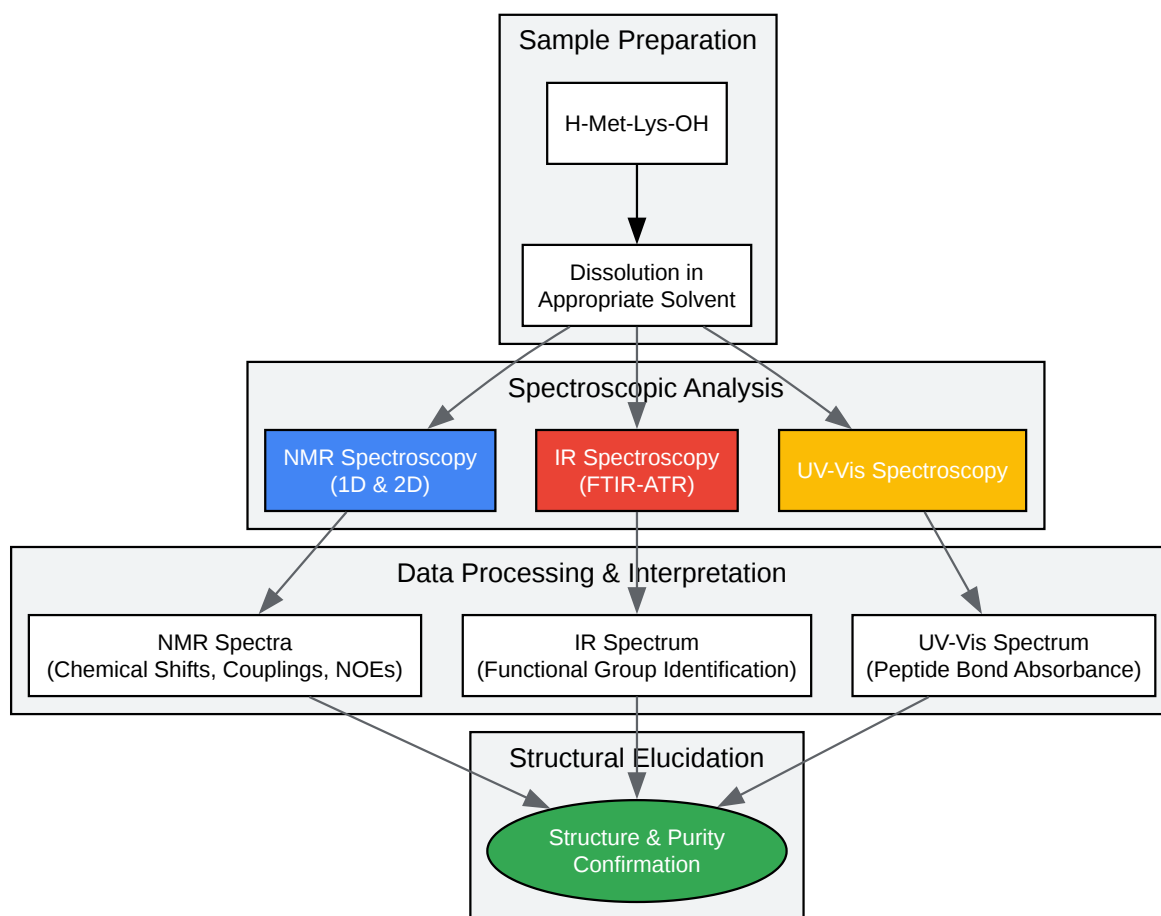 Sample Preparation
H-Met-Lys-OH
Dissolution in
Appropriate Solvent
Spectroscopic Analysis
NMR Spectroscopy
(1D & 2D)
IR Spectroscopy
(FTIR-ATR)
UV-Vis Spectroscopy
Data Processing & Interpretation
NMR Spectra
(Chemical Shifts, Couplings, NOEs)
IR Spectrum
(Functional Group Identification)
UV-Vis Spectrum
(Peptide Bond Absorbance)
Structural Elucidation
Structure & Purity
Confirmation